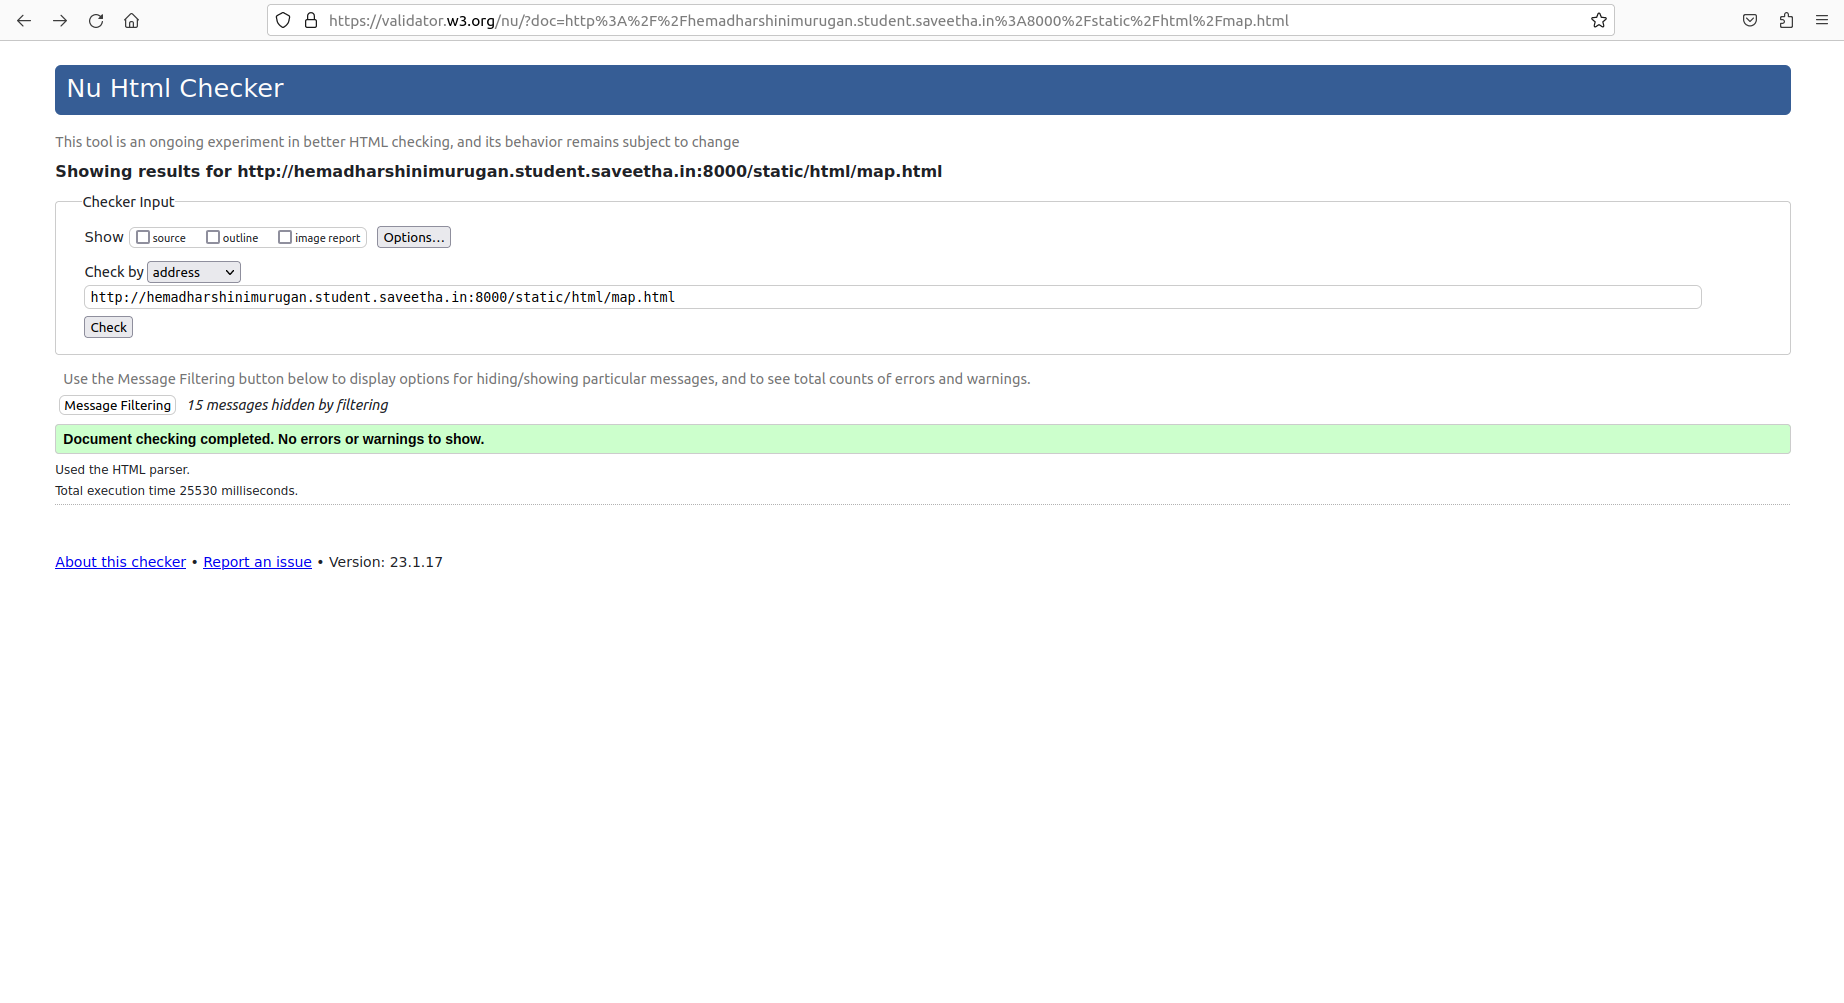 https://validator.w3.org/nu/?doc=http%3A%2F%2Fhemadharshinimurugan.student.saveetha.in%3A8000%2Fstatic%2Fhtml%2Fmap.html
Nu Html Checker
This tool is an ongoing experiment in better HTML checking, and its behavior remains subject to change
Showing results for http://hemadharshinimurugan.student.saveetha.in:8000/static/html/map.html
Checker Input
Show source outline image report Options...
Check by address
http://hemadharshinimurugan.student.saveetha.in:8000/static/html/map.html
Check
Use the Message Filtering button below to display options for hiding/showing particular messages, and to see total counts of errors and warnings.
Message Filtering 15 messages hidden by filtering
Document checking completed. No errors or warnings to show.
Used the HTML parser.
Total execution time 25530 milliseconds.
About this checker • Report an issue • Version: 23.1.17